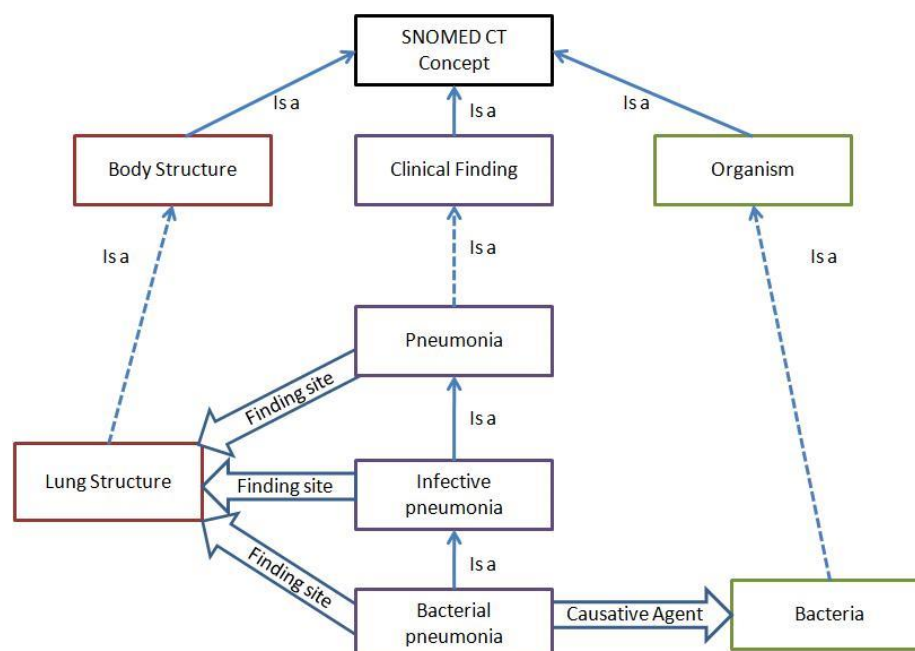 SNOMED CT
Concept
Is a
Is a
Is a
Body Structure
Clinical Finding
Organism
Is a
Is a
Is a
Pneumonia
Finding site
Is a
Lung Structure
Finding site
Infective
pneumonia
Finding site
Is a
Bacterial
pneumonia
Causative Agent
Bacteria